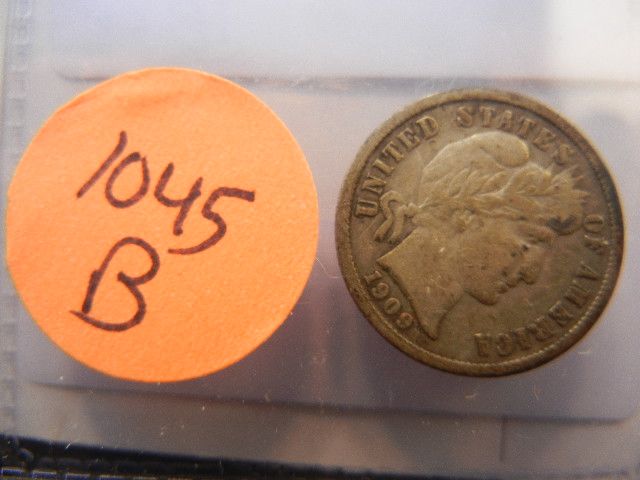 1045
B
UNITED STATES OF AMERICA
1909